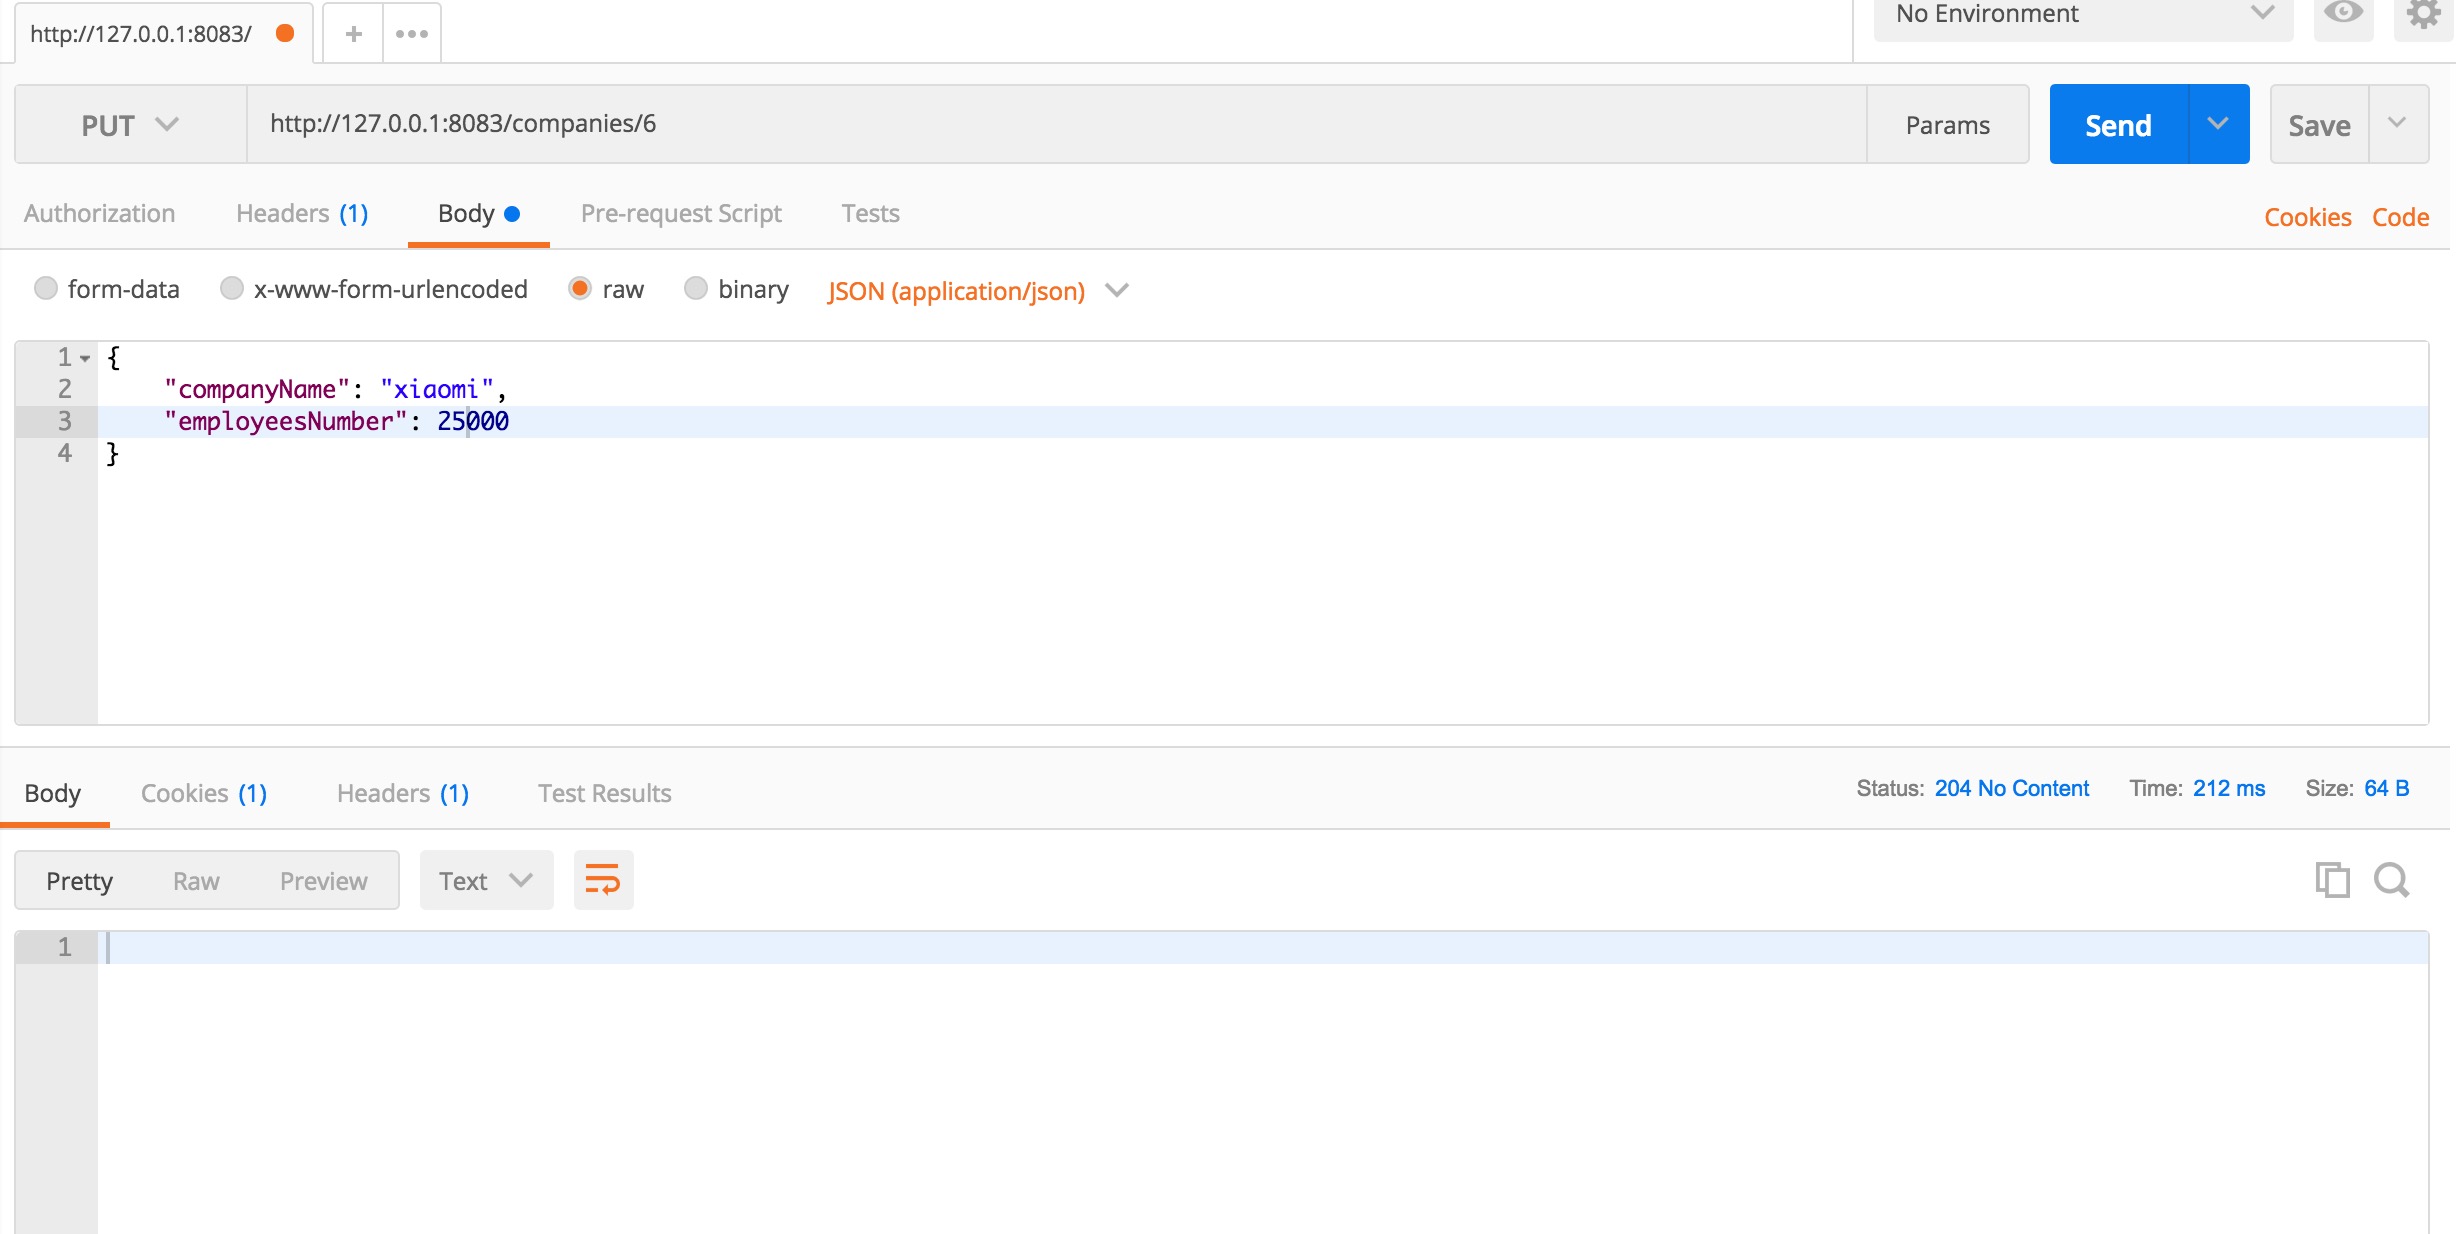 http://127.0.0.1:8083/ No Environment
PUT http://127.0.0.1:8083/companies/6 Params Send Save
Authorization Headers (1) Body Pre-request Script Tests Cookies Code
form-data x-www-form-urlencoded raw binary JSON (application/json)
1 {
2 "companyName": "xiaomi",
3 "employeesNumber": 25000
4 }
Body Cookies (1) Headers (1) Test Results Status: 204 No Content Time: 212 ms Size: 64 B
Pretty Raw Preview Text
1